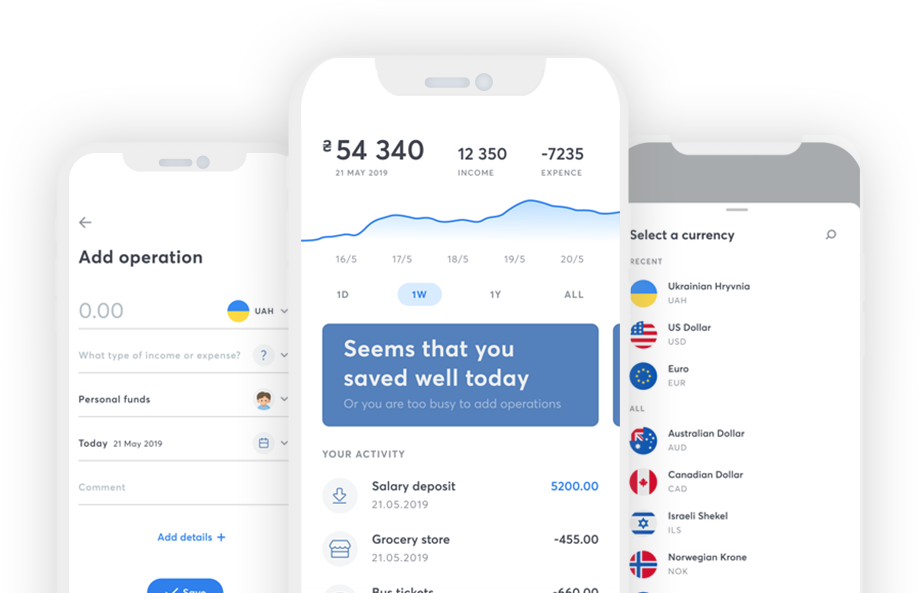 Add operation
0.00
UAH
What type of income or expense?
?
Personal funds
Today 21 May 2019
Comment
Add details +
Save
₴ 54 340
21 MAY 2019
12 350
INCOME
-7235
EXPENCE
16/5 17/5 18/5 19/5 20/5
1D 1W 1Y ALL
Seems that you
saved well today
Or you are too busy to add operations
YOUR ACTIVITY
Salary deposit 5200.00
21.05.2019
Grocery store -455.00
21.05.2019
Bus tickets -660.00
Select a currency
RECENT
Ukrainian Hryvnia
UAH
US Dollar
USD
Euro
EUR
ALL
Australian Dollar
AUD
Canadian Dollar
CAD
Israeli Shekel
ILS
Norwegian Krone
NOK